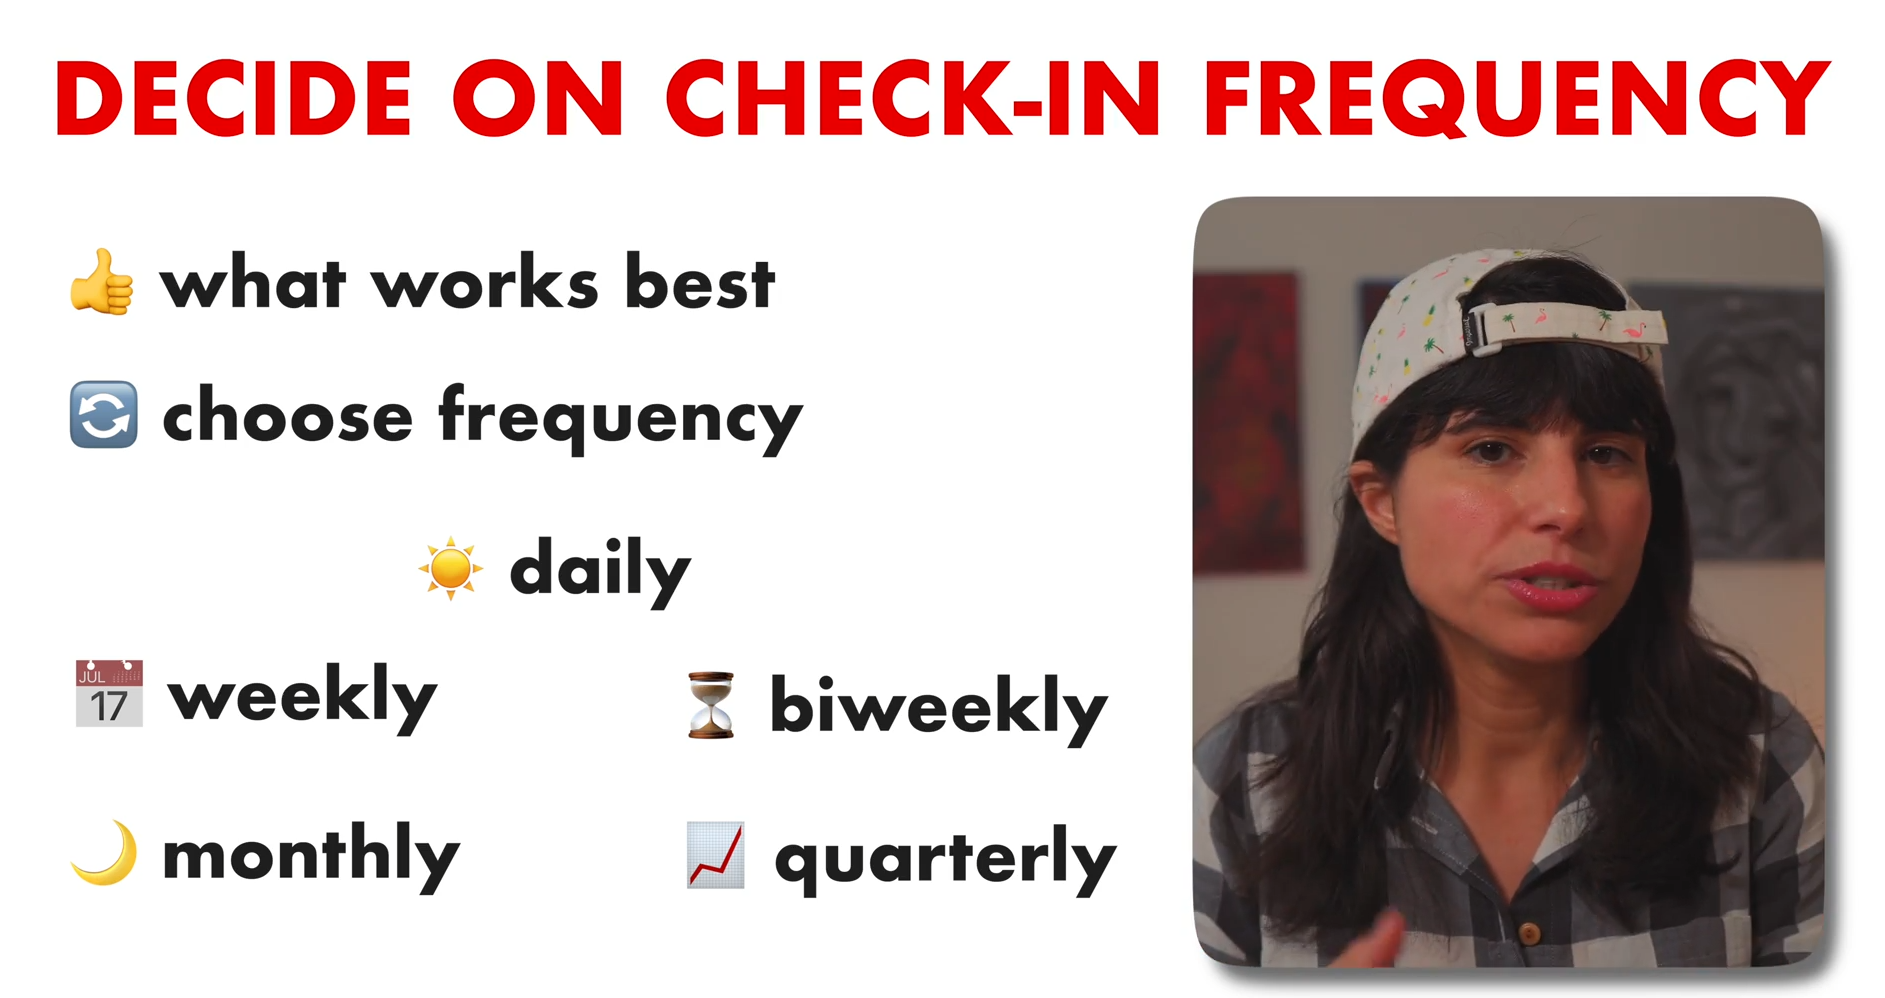 DECIDE ON CHECK-IN FREQUENCY
👍 what works best
🔄 choose frequency
☀️ daily
JUL
17
weekly
⏳ biweekly
🌙 monthly
📈 quarterly